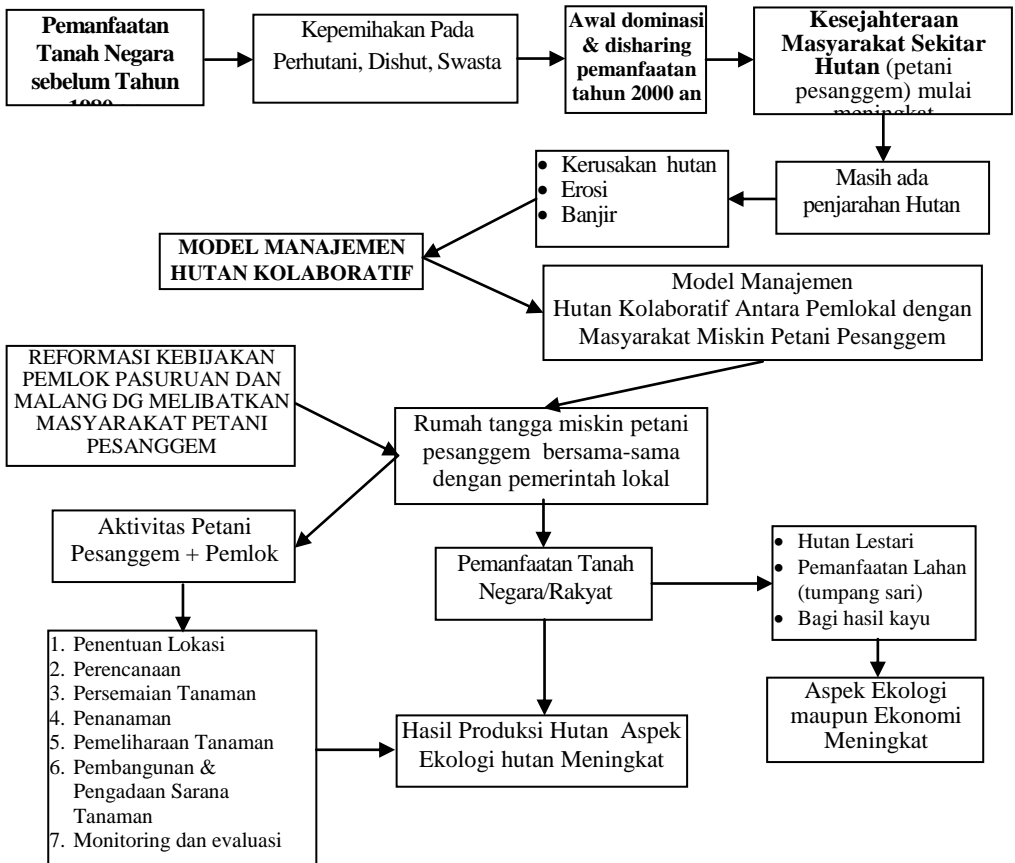 Pemanfaatan
Tanah Negara
sebelum Tahun
Kepemihakan Pada
Perhutani, Dishut, Swasta
Awal dominasi
& disharing
pemanfaatan
tahun 2000 an
Kesejahteraan
Masyarakat Sekitar
Hutan (petani
pesanggem) mulai
meningkat
• Kerusakan hutan
• Erosi
• Banjir
Masih ada
penjarahan Hutan
MODEL MANAJEMEN
HUTAN KOLABORATIF
Model Manajemen
Hutan Kolaboratif Antara Pemlokal dengan
Masyarakat Miskin Petani Pesanggem
REFORMASI KEBIJAKAN
PEMLOK PASURUAN DAN
MALANG DG MELIBATKAN
MASYARAKAT PETANI
PESANGGEM
Rumah tangga miskin petani
pesanggem bersama-sama
dengan pemerintah lokal
Aktivitas Petani
Pesanggem + Pemlok
Pemanfaatan Tanah
Negara/Rakyat
• Hutan Lestari
• Pemanfaatan Lahan
(tumpang sari)
• Bagi hasil kayu
1. Penentuan Lokasi
2. Perencanaan
3. Persemaian Tanaman
4. Penanaman
5. Pemeliharaan Tanaman
6. Pembangunan &
Pengadaan Sarana
Tanaman
7. Monitoring dan evaluasi
Hasil Produksi Hutan Aspek
Ekologi hutan Meningkat
Aspek Ekologi
maupun Ekonomi
Meningkat